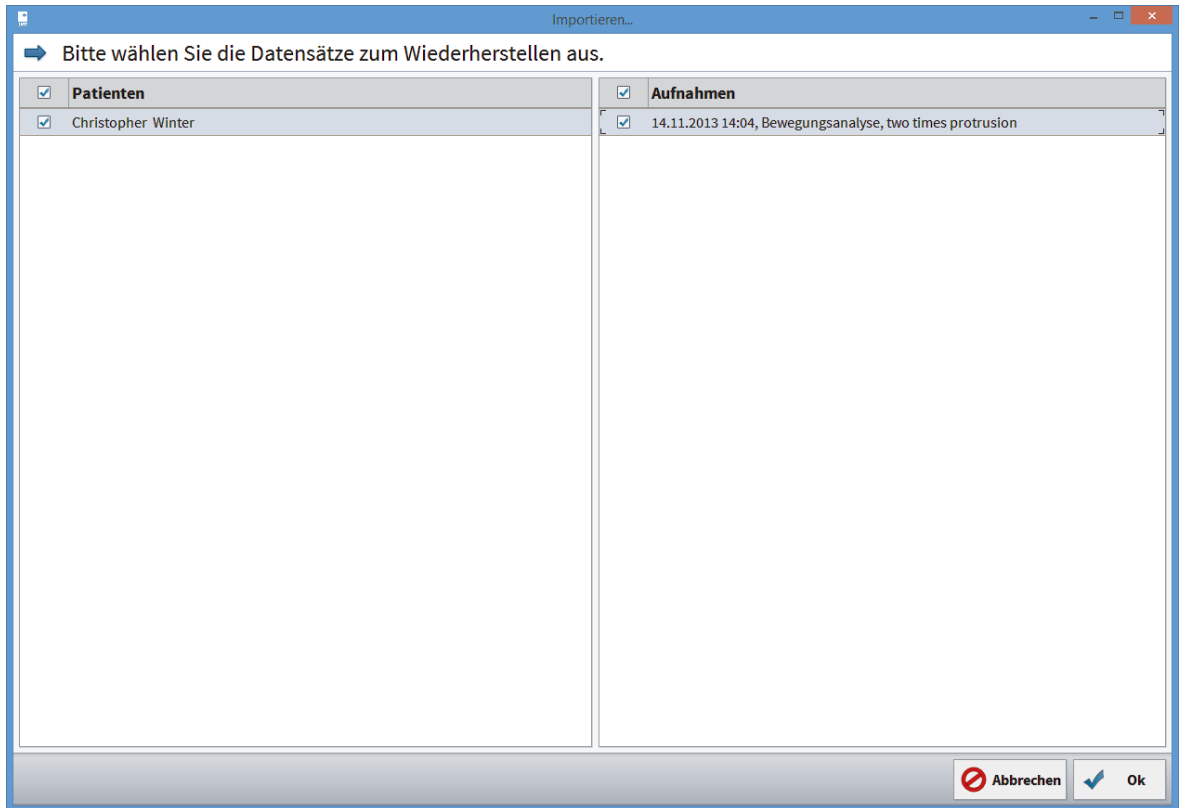 Importieren...
Bitte wählen Sie die Datensätze zum Wiederherstellen aus.
Patienten
Christopher Winter
Aufnahmen
14.11.2013 14:04, Bewegungsanalyse, two times protrusion
Abbrechen
Ok